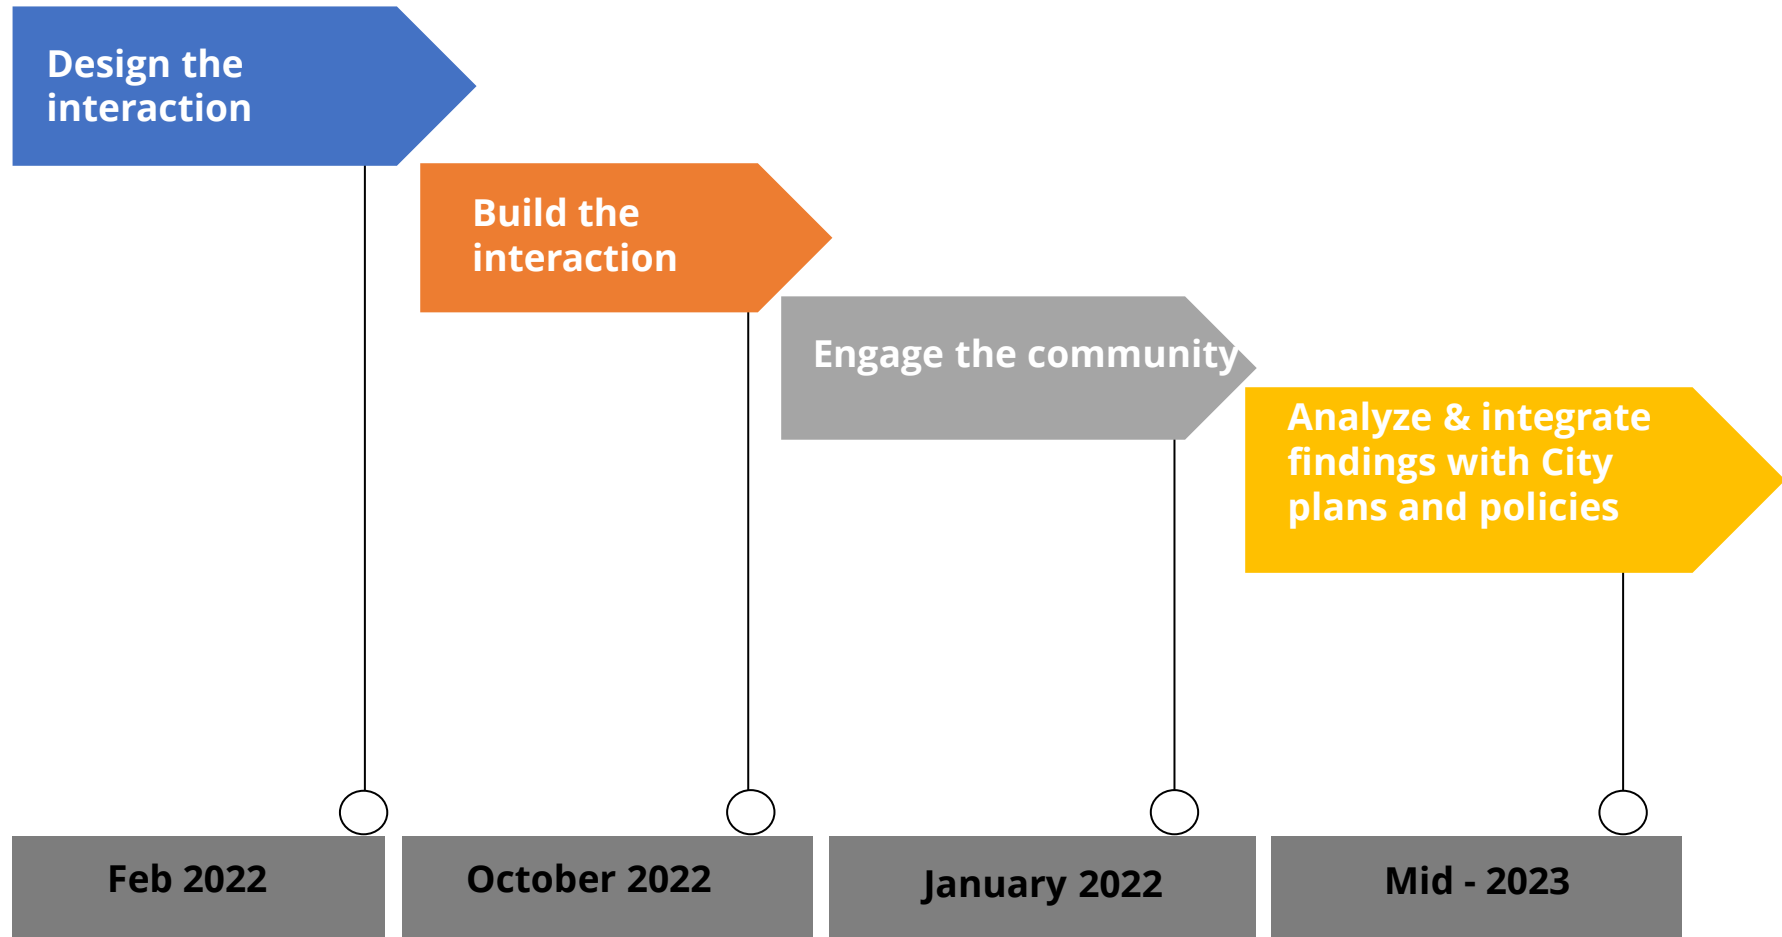 Design the
interaction
Build the
interaction
Engage the community
Analyze & integrate
findings with City
plans and policies
Feb 2022
October 2022
January 2022
Mid - 2023